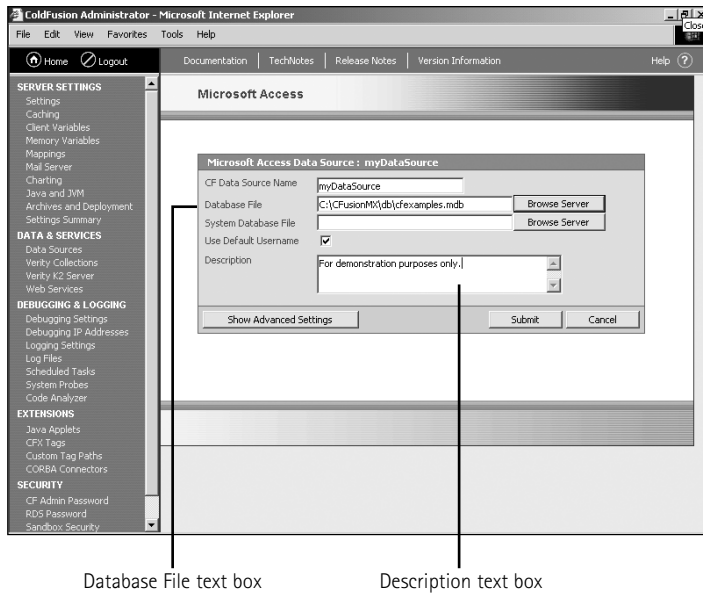 ColdFusion Administrator - Microsoft Internet Explorer
Close
File Edit View Favorites Tools Help
Home Logout Documentation TechNotes Release Notes Version Information Help ?
SERVER SETTINGS
Settings
Caching
Client Variables
Memory Variables
Mappings
Mail Server
Charting
Java and JVM
Archives and Deployment
Settings Summary
DATA & SERVICES
Data Sources
Verity Collections
Verity K2 Server
Web Services
DEBUGGING & LOGGING
Debugging Settings
Debugging IP Addresses
Logging Settings
Log Files
Scheduled Tasks
System Probes
Code Analyzer
EXTENSIONS
Java Applets
CFX Tags
Custom Tag Paths
CORBA Connectors
SECURITY
CF Admin Password
RDS Password
Sandbox Security
Microsoft Access
Microsoft Access Data Source : myDataSource
CF Data Source Name myDataSource
Database File C:\CFusionMX\db\cfexamples.mdb Browse Server
System Database File Browse Server
Use Default Username
Description For demonstration purposes only.
Show Advanced Settings Submit Cancel
Database File text box Description text box